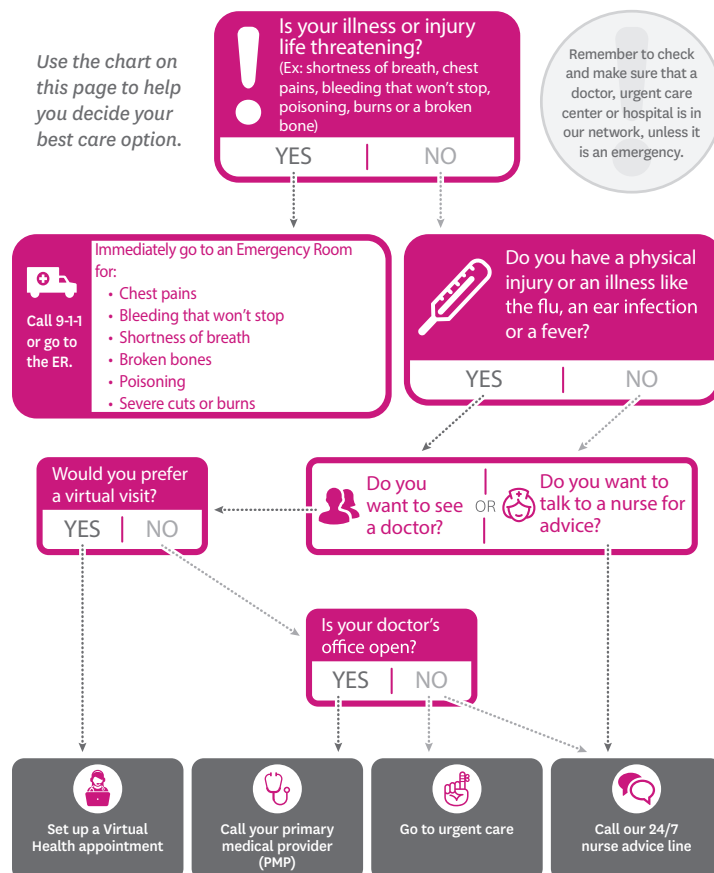 Use the chart on
this page to help
you decide your
best care option.
Is your illness or injury
life threatening?
(Ex: shortness of breath, chest
pains, bleeding that won't stop,
poisoning, burns or a broken
bone)
YES
NO
Remember to check
and make sure that a
doctor, urgent care
center or hospital is in
our network, unless it
is an emergency.
Call 9-1-1
or go to
the ER.
Immediately go to an Emergency Room
for:
• Chest pains
• Bleeding that won't stop
• Shortness of breath
• Broken bones
• Poisoning
• Severe cuts or burns
Do you have a physical
injury or an illness like
the flu, an ear infection
or a fever?
YES
NO
Would you prefer
a virtual visit?
YES
NO
Do you
want to see
a doctor?
OR
Do you want to
talk to a nurse for
advice?
Is your doctor's
office open?
YES
NO
Set up a Virtual
Health appointment
Call your primary
medical provider
(PMP)
Go to urgent care
Call our 24/7
nurse advice line